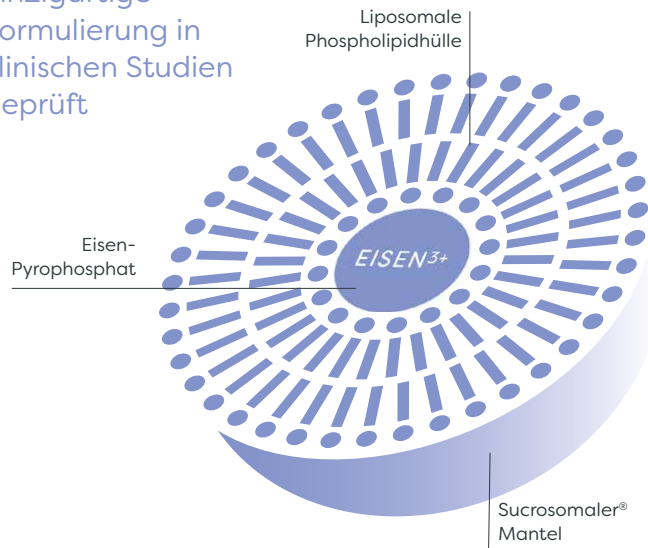 ormulierung in
linischen Studien
eprüft
Liposomale
Phospholipidhülle
Eisen-
Pyrophosphat
EISEN³⁺
Sucrosomaler®
Mantel